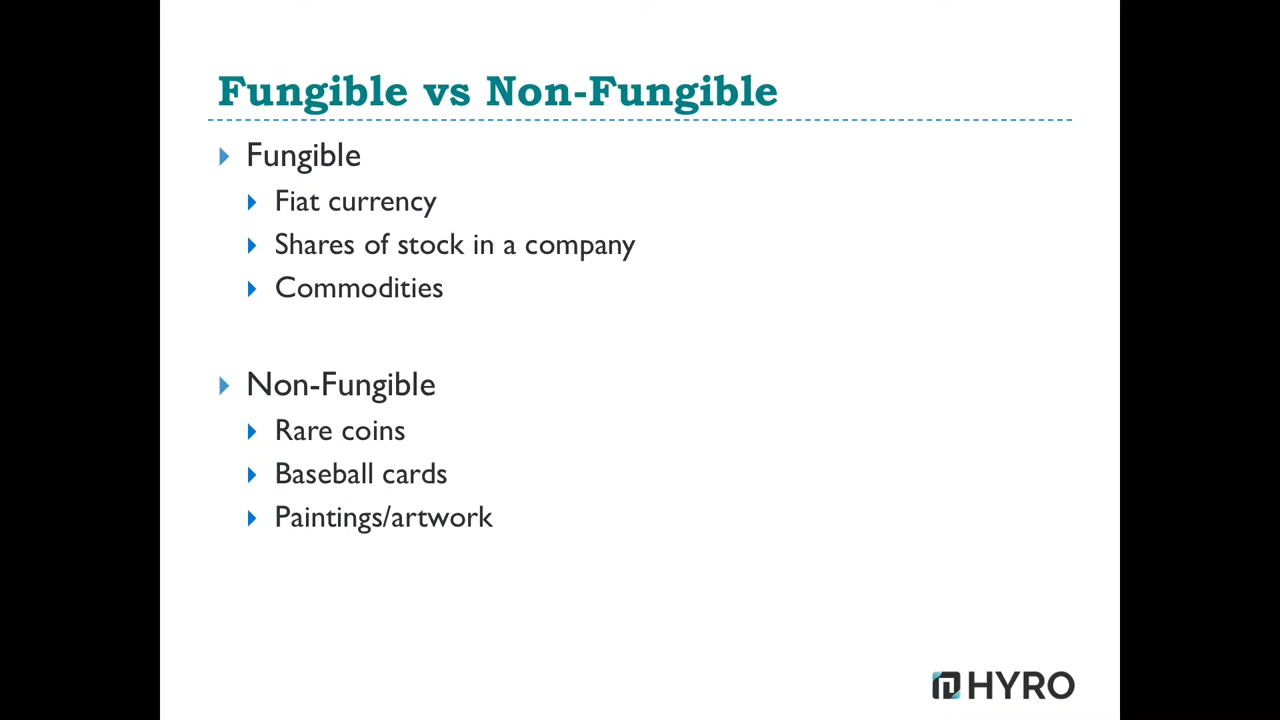 Fungible vs Non-Fungible
Fungible
Fiat currency
Shares of stock in a company
Commodities
Non-Fungible
Rare coins
Baseball cards
Paintings/artwork
HYRO